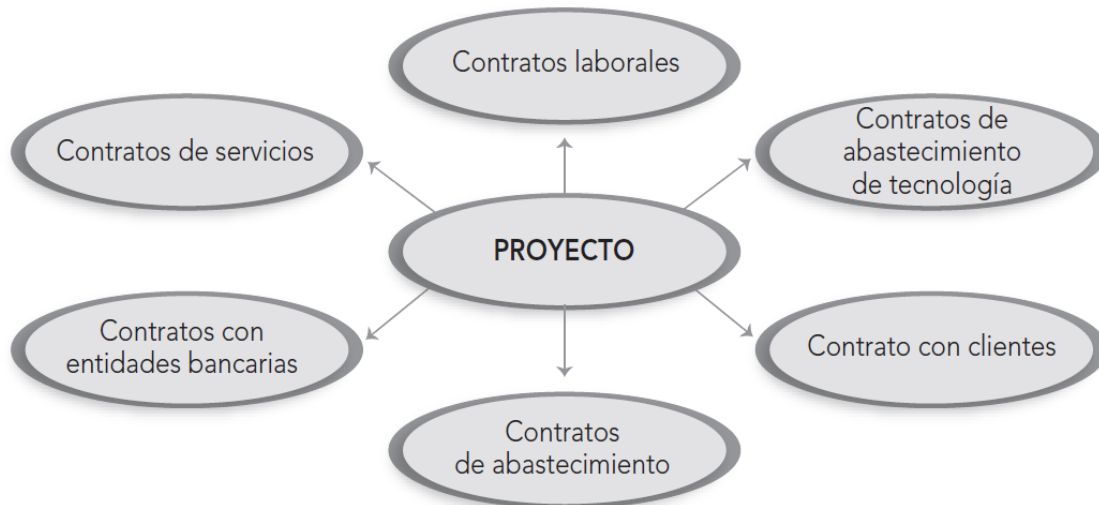 Contratos laborales
Contratos de servicios
Contratos de
abastecimiento
de tecnología
PROYECTO
Contratos con
entidades bancarias
Contrato con clientes
Contratos
de abastecimiento